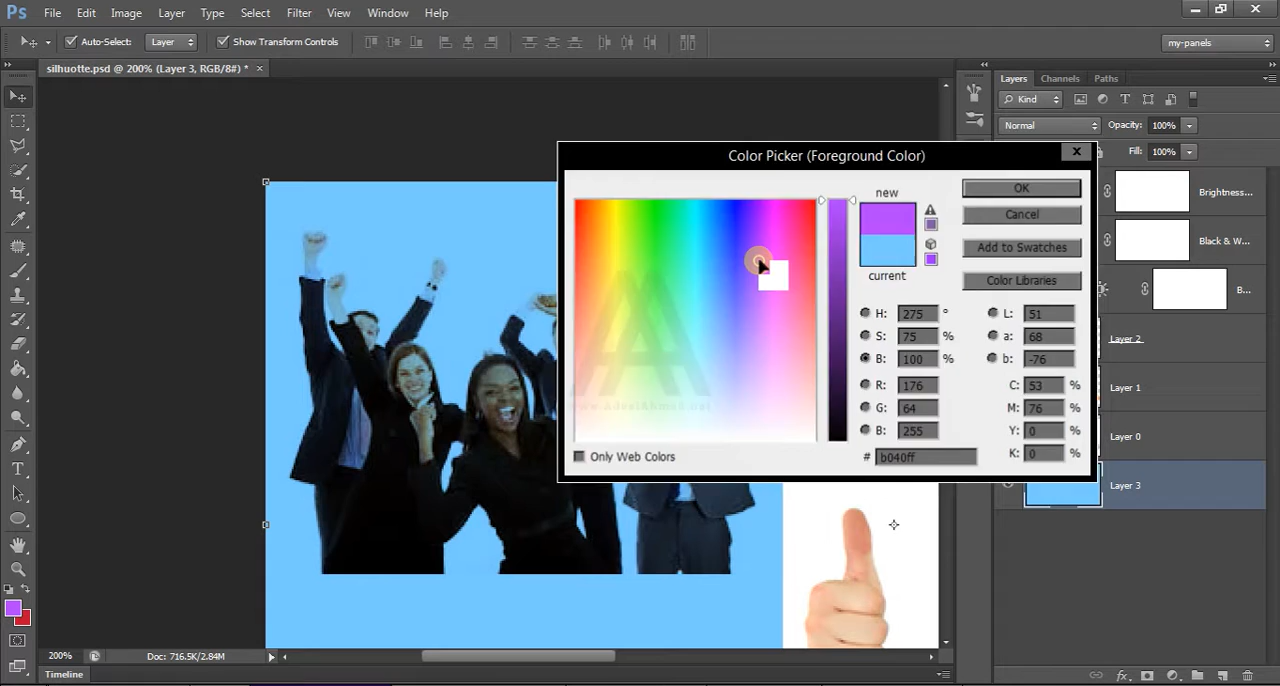 Ps File Edit Image Layer Type Select Filter View Window Help
Auto-Select: Layer Show Transform Controls my-panels
silhuotte.psd @ 200% (Layer 3, RGB/8#) * ×
Layers Channels Paths
Kind
Normal Opacity: 100%
Fill: 100%
Brightness...
Black & W...
B...
Layer 2
Layer 1
Layer 0
Layer 3
Color Picker (Foreground Color) X
new
current
OK
Cancel
Add to Swatches
Color Libraries
H: 275 ° L: 51
S: 75 % a: 68
B: 100 % b: -76
R: 176 C: 53 %
G: 64 M: 76 %
B: 255 Y: 0 %
# b040ff K: 0 %
Only Web Colors
www.adeelahmed.net
200% Doc: 716.5K/2.84M
Timeline